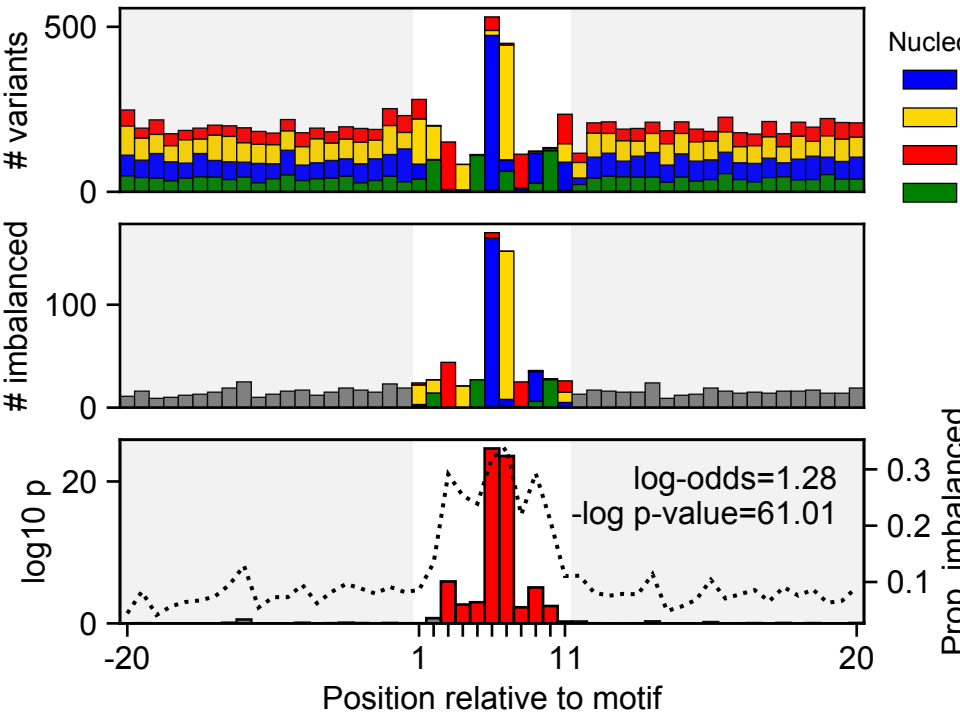 500
0
# variants
Nucleo
100
0
# imbalanced
20
0
log10 p
log-odds=1.28
-log p-value=61.01
0.3
0.2
0.1
Prop. imbalanced
-20
1
11
20
Position relative to motif